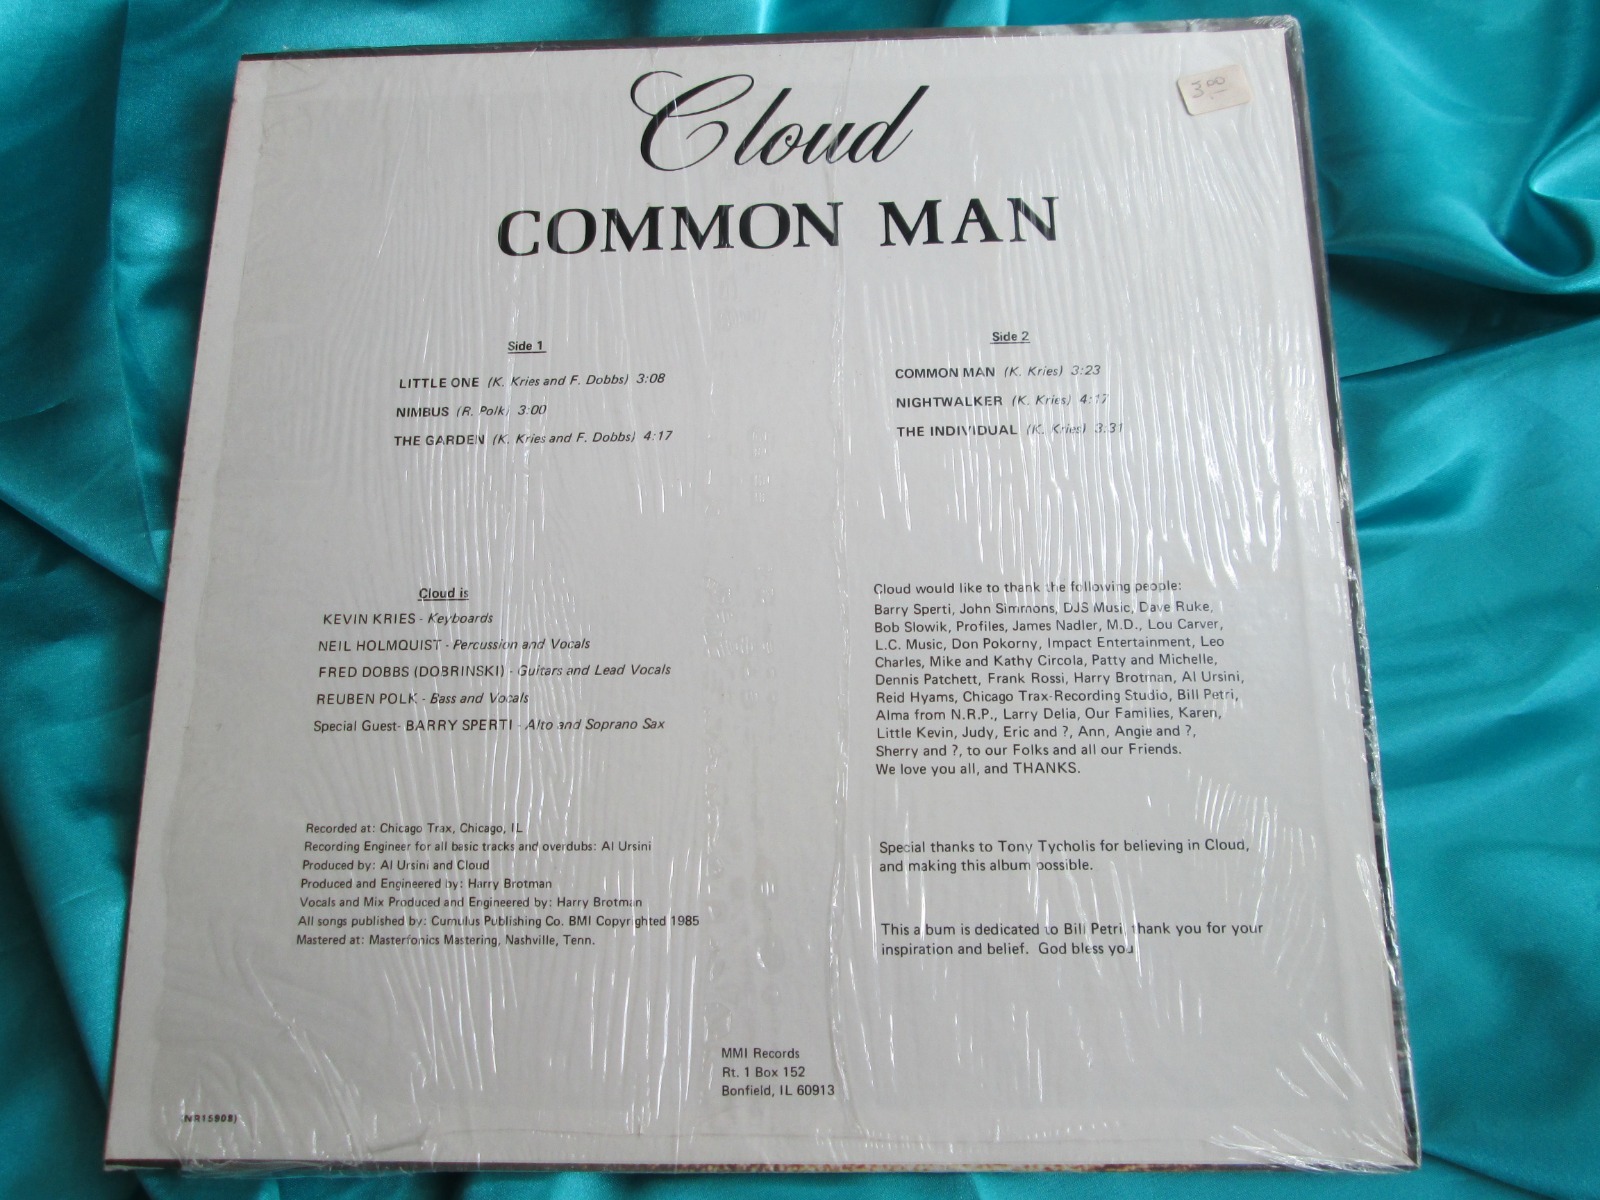 Cloud
COMMON MAN
3.00
Side 1
LITTLE ONE (K. Kries and F. Dobbs) 3:08
NIMBUS (R. Polk) 3:00
THE GARDEN (K. Kries and F. Dobbs) 4:17
Side 2
COMMON MAN (K. Kries) 3:23
NIGHTWALKER (K. Kries) 4:17
THE INDIVIDUAL (K. Kries) 3:31
Cloud is
KEVIN KRIES - Keyboards
NEIL HOLMQUIST - Percussion and Vocals
FRED DOBBS (DOBRINSKI) - Guitars and Lead Vocals
REUBEN POLK - Bass and Vocals
Special Guest- BARRY SPERTI - Alto and Soprano Sax
Cloud would like to thank the following people:
Barry Sperti, John Simmons, DJS Music, Dave Ruke,
Bob Slowik, Profiles, James Nadler, M.D., Lou Carver,
L.C. Music, Don Pokorny, Impact Entertainment, Leo
Charles, Mike and Kathy Circola, Patty and Michelle,
Dennis Patchett, Frank Rossi, Harry Brotman, Al Ursini,
Reid Hyams, Chicago Trax-Recording Studio, Bill Petri,
Alma from N.R.P., Larry Delia, Our Families, Karen,
Little Kevin, Judy, Eric and ?, Ann, Angie and ?,
Sherry and ?, to our Folks and all our Friends.
We love you all, and THANKS.
Recorded at: Chicago Trax, Chicago, IL
Recording Engineer for all basic tracks and overdubs: Al Ursini
Produced by: Al Ursini and Cloud
Produced and Engineered by: Harry Brotman
Vocals and Mix Produced and Engineered by: Harry Brotman
All songs published by: Cumulus Publishing Co. BMI Copyrighted 1985
Mastered at: Masterfonics Mastering, Nashville, Tenn.
Special thanks to Tony Tycholis for believing in Cloud,
and making this album possible.
This album is dedicated to Bill Petri, thank you for your
inspiration and belief. God bless you
MMI Records
Rt. 1 Box 152
Bonfield, IL 60913
(NR15908)